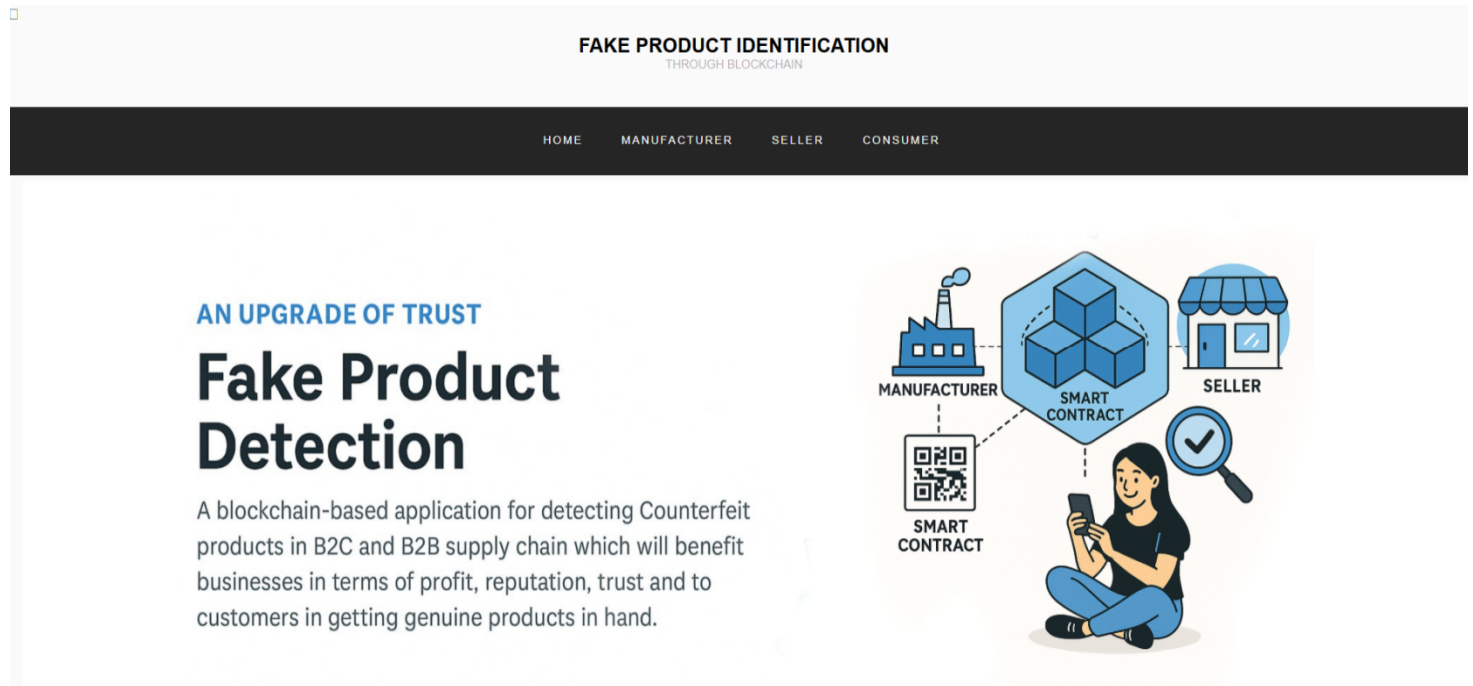 FAKE PRODUCT IDENTIFICATION
THROUGH BLOCKCHAIN
HOME MANUFACTURER SELLER CONSUMER
AN UPGRADE OF TRUST
Fake Product
Detection
A blockchain-based application for detecting Counterfeit
products in B2C and B2B supply chain which will benefit
businesses in terms of profit, reputation, trust and to
customers in getting genuine products in hand.
MANUFACTURER
SMART
CONTRACT
SELLER
SMART
CONTRACT